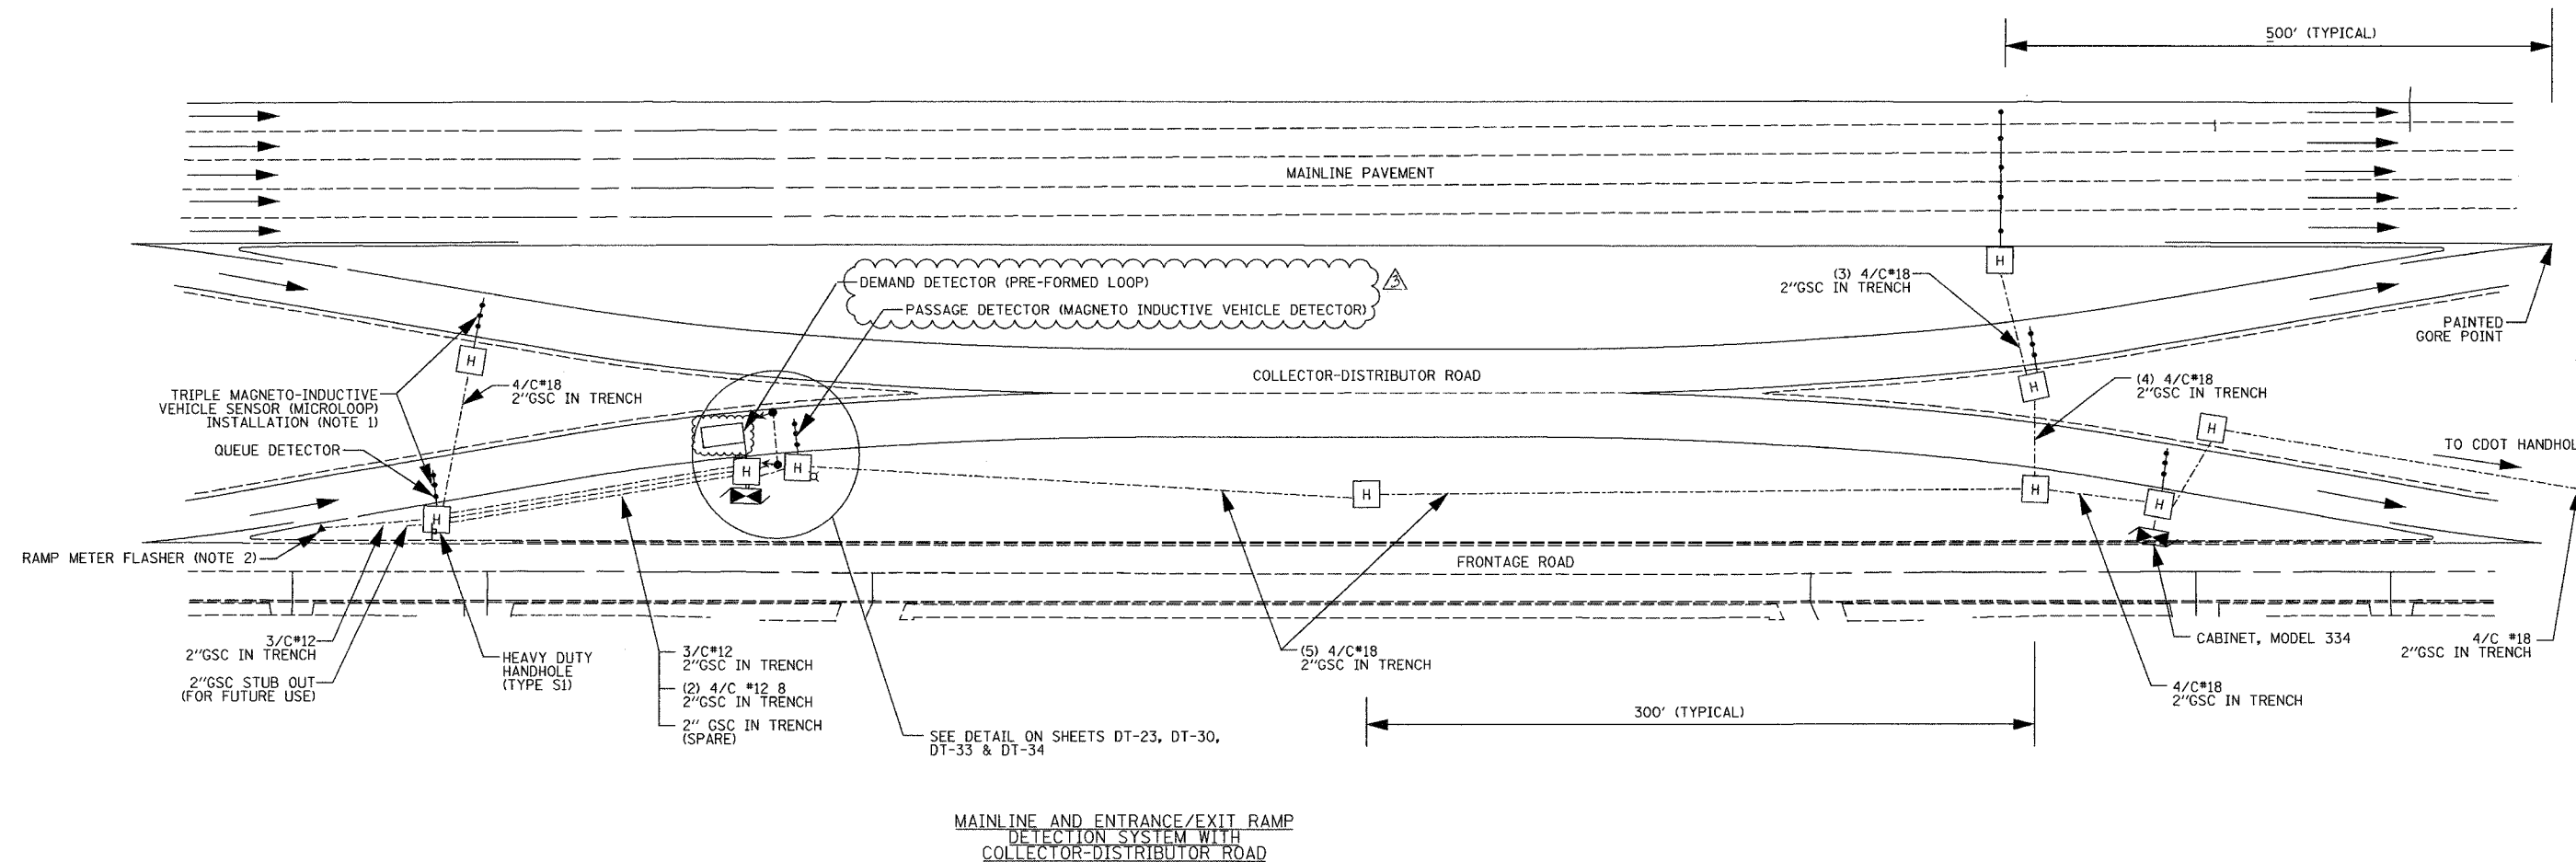 500' (TYPICAL)
MAINLINE PAVEMENT
DEMAND DETECTOR (PRE-FORMED LOOP)
3
PASSAGE DETECTOR (MAGNETO INDUCTIVE VEHICLE DETECTOR)
H
(3) 4/C#18
2"GSC IN TRENCH
PAINTED
GORE POINT
H
COLLECTOR-DISTRIBUTOR ROAD
H
TRIPLE MAGNETO-INDUCTIVE
VEHICLE SENSOR (MICROLOOP)
INSTALLATION (NOTE 1)
4/C#18
2"GSC IN TRENCH
(4) 4/C#18
2"GSC IN TRENCH
H
QUEUE DETECTOR
TO CDOT HANDHOL
H
H
H
H
H
H
RAMP METER FLASHER (NOTE 2)
FRONTAGE ROAD
3/C#12
2"GSC IN TRENCH
2"GSC STUB OUT
(FOR FUTURE USE)
HEAVY DUTY
HANDHOLE
(TYPE S1)
3/C#12
2"GSC IN TRENCH
(2) 4/C #12 8
2"GSC IN TRENCH
2" GSC IN TRENCH
(SPARE)
(5) 4/C#18
2"GSC IN TRENCH
CABINET, MODEL 334
4/C #18
2"GSC IN TRENCH
4/C#18
2"GSC IN TRENCH
300' (TYPICAL)
SEE DETAIL ON SHEETS DT-23, DT-30,
DT-33 & DT-34
MAINLINE AND ENTRANCE/EXIT RAMP
DETECTION SYSTEM WITH
COLLECTOR-DISTRIBUTOR ROAD